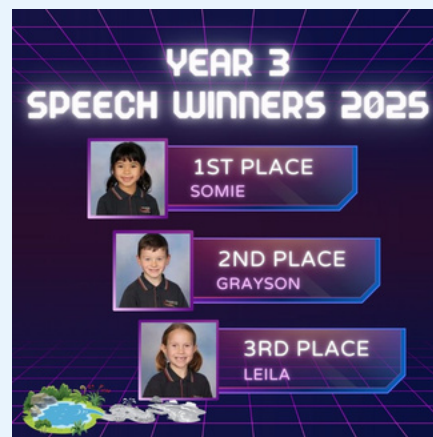 YEAR 3
SPEECH WINNERS 2025
1ST PLACE
SOMIE
2ND PLACE
GRAYSON
3RD PLACE
LEILA